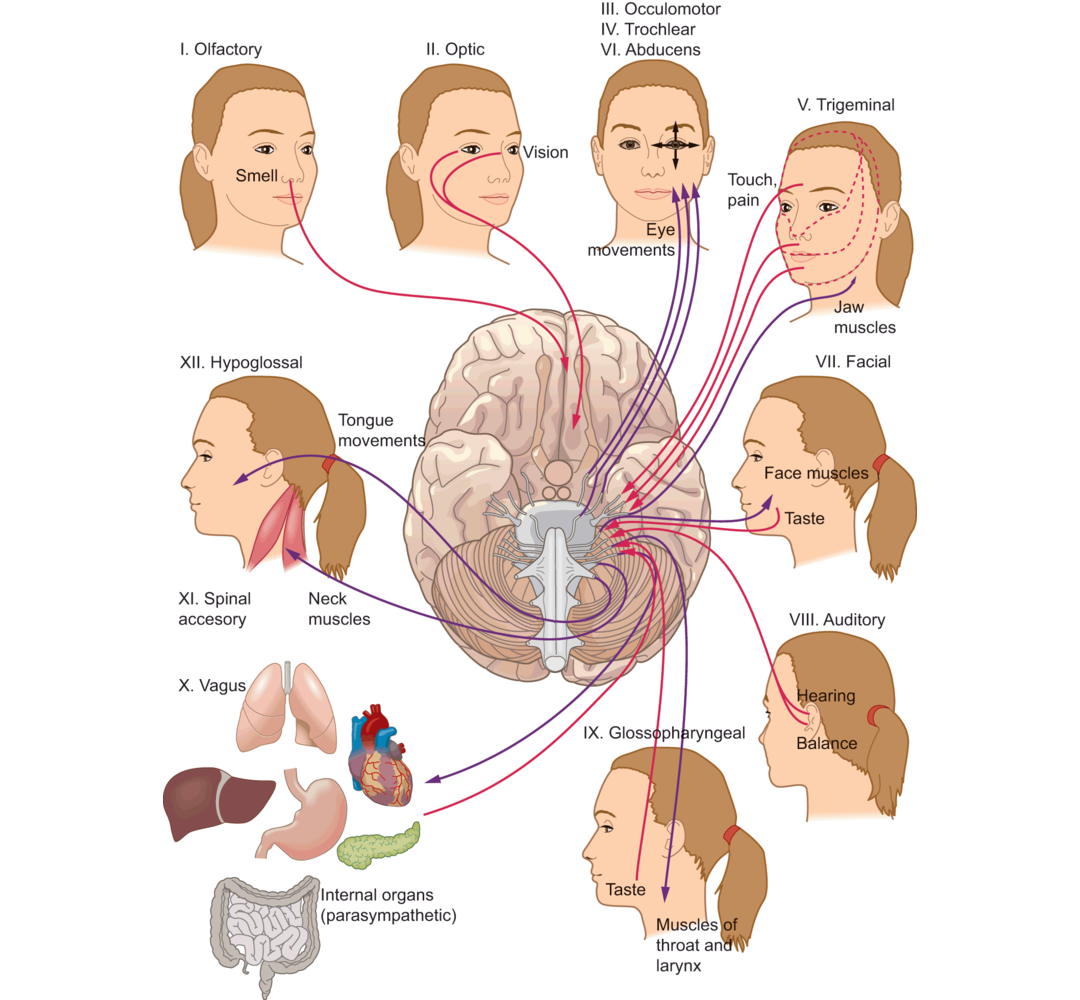 III. Occulomotor
IV. Trochlear
VI. Abducens
I. Olfactory
II. Optic
V. Trigeminal
Smell
Vision
Touch,
pain
Eye
movements
Jaw
muscles
XII. Hypoglossal
Tongue
movements
VII. Facial
Face muscles
Taste
XI. Spinal
accesory
Neck
muscles
VIII. Auditory
Hearing
Balance
X. Vagus
IX. Glossopharyngeal
Taste
Muscles of
throat and
larynx
Internal organs
(parasympathetic)